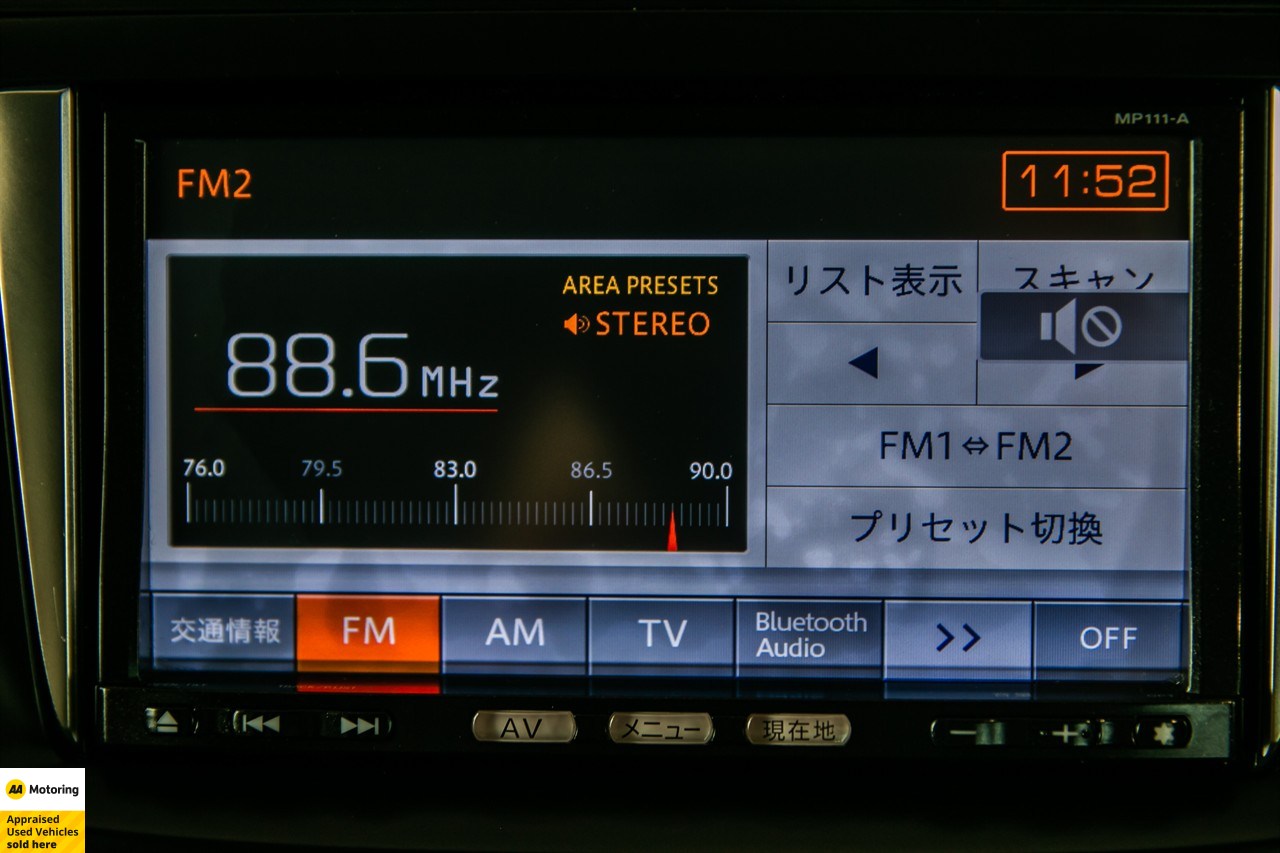 MP111-A
FM2
11:52
AREA PRESETS
STEREO
88.6 MHz
76.0 79.5 83.0 86.5 90.0
リスト表示
スキャン
FM1⇔FM2
プリセット切換
交通情報
FM
AM
TV
Bluetooth
Audio
>>
OFF
AV
メニュー
現在地
AA Motoring
Appraised
Used Vehicles
sold here